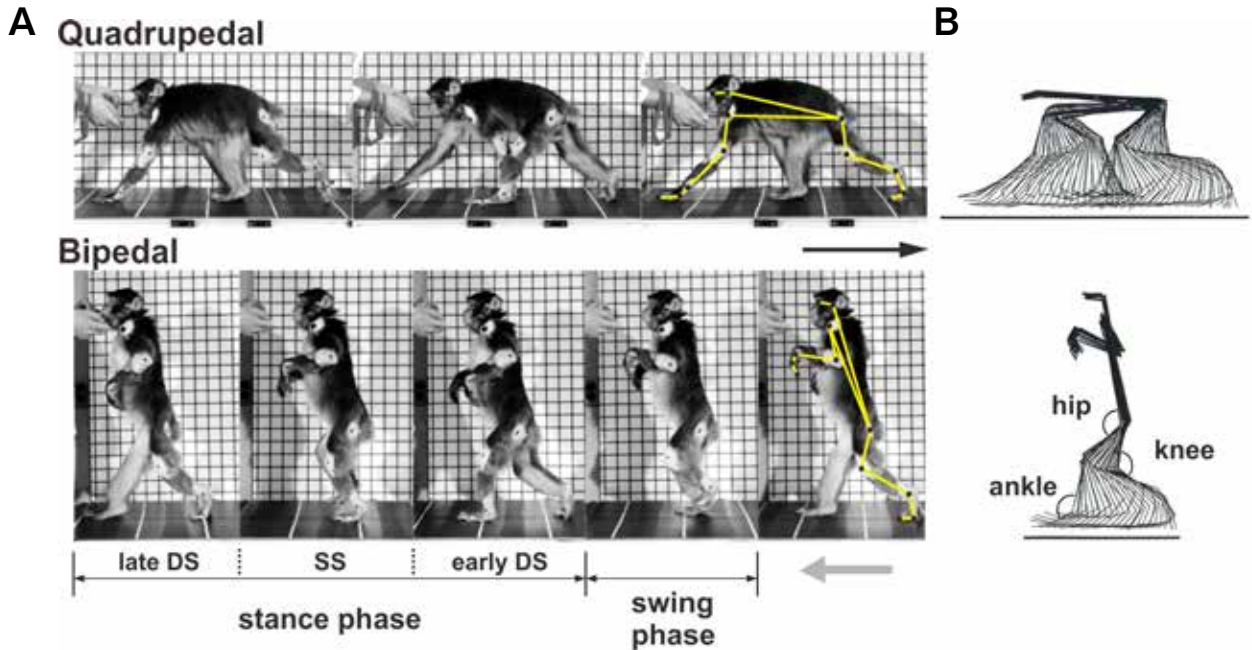 A
B
Quadrupedal
Bipedal
hip
knee
ankle
late DS
SS
early DS
stance phase
swing
phase